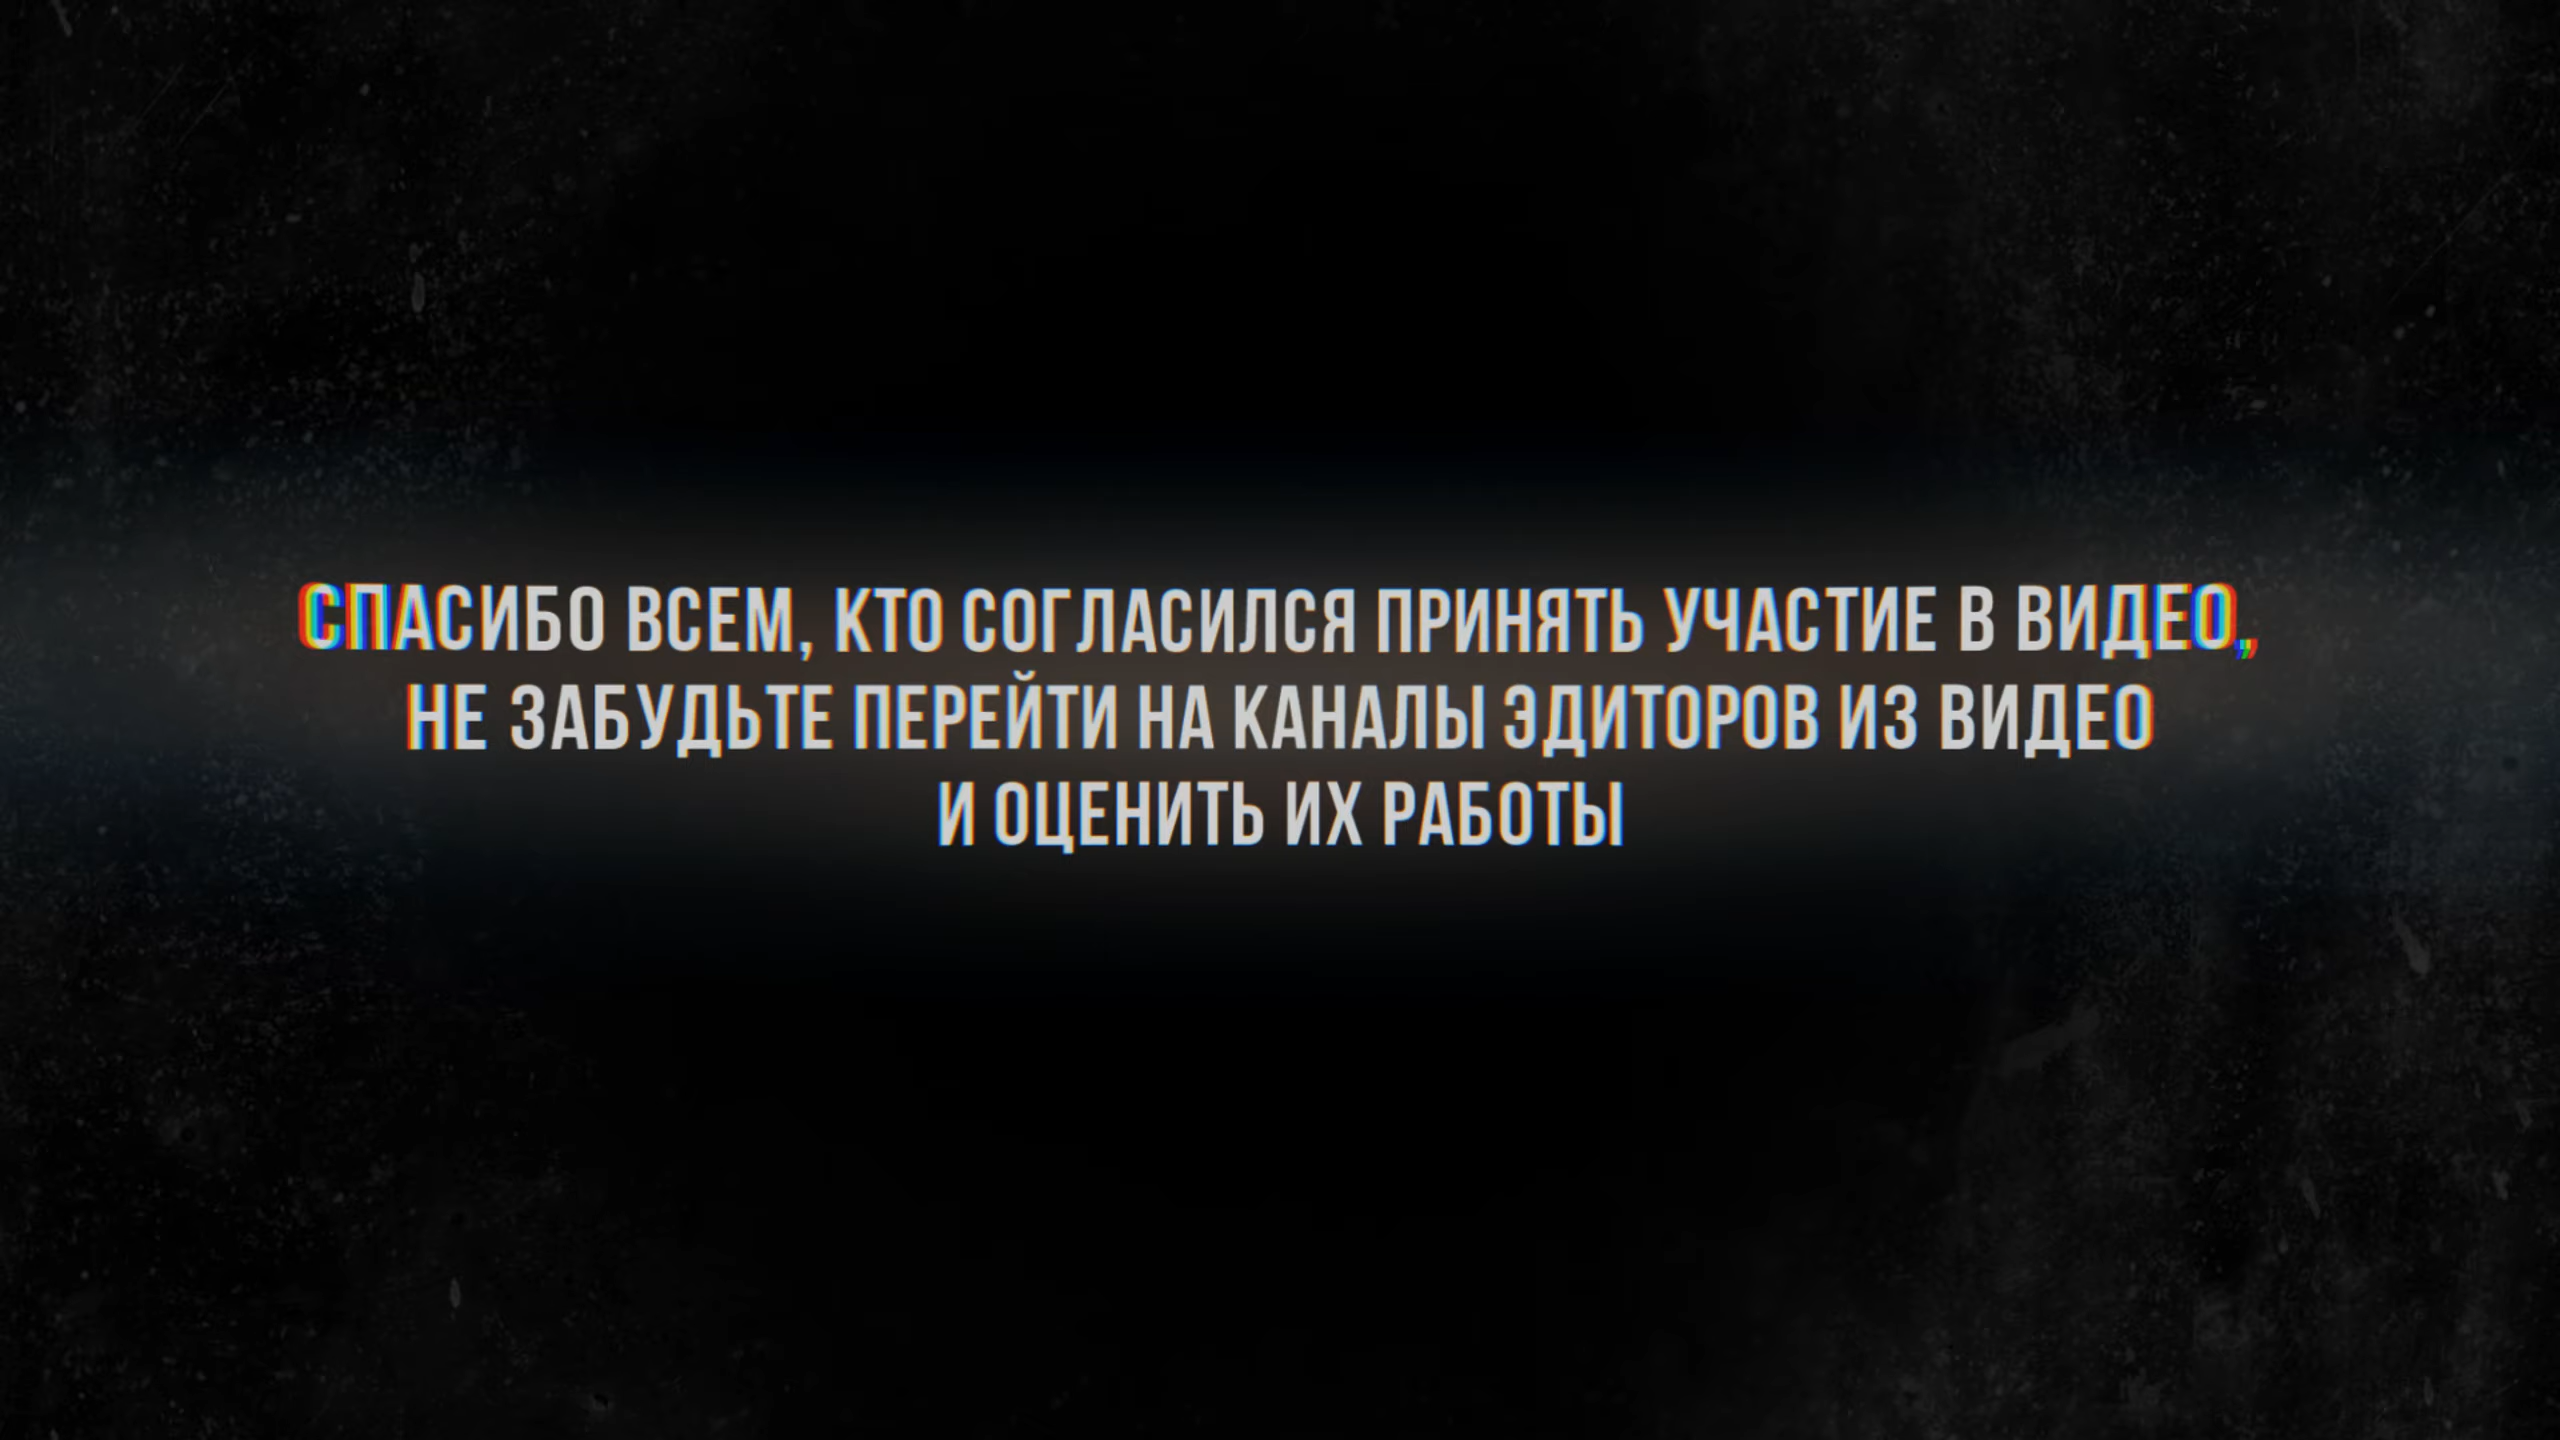 СПАСИБО ВСЕМ, КТО СОГЛАСИЛСЯ ПРИНЯТЬ УЧАСТИЕ В ВИДЕО,
НЕ ЗАБУДЬТЕ ПЕРЕЙТИ НА КАНАЛЫ ЭДИТОРОВ ИЗ ВИДЕО
И ОЦЕНИТЬ ИХ РАБОТЫ